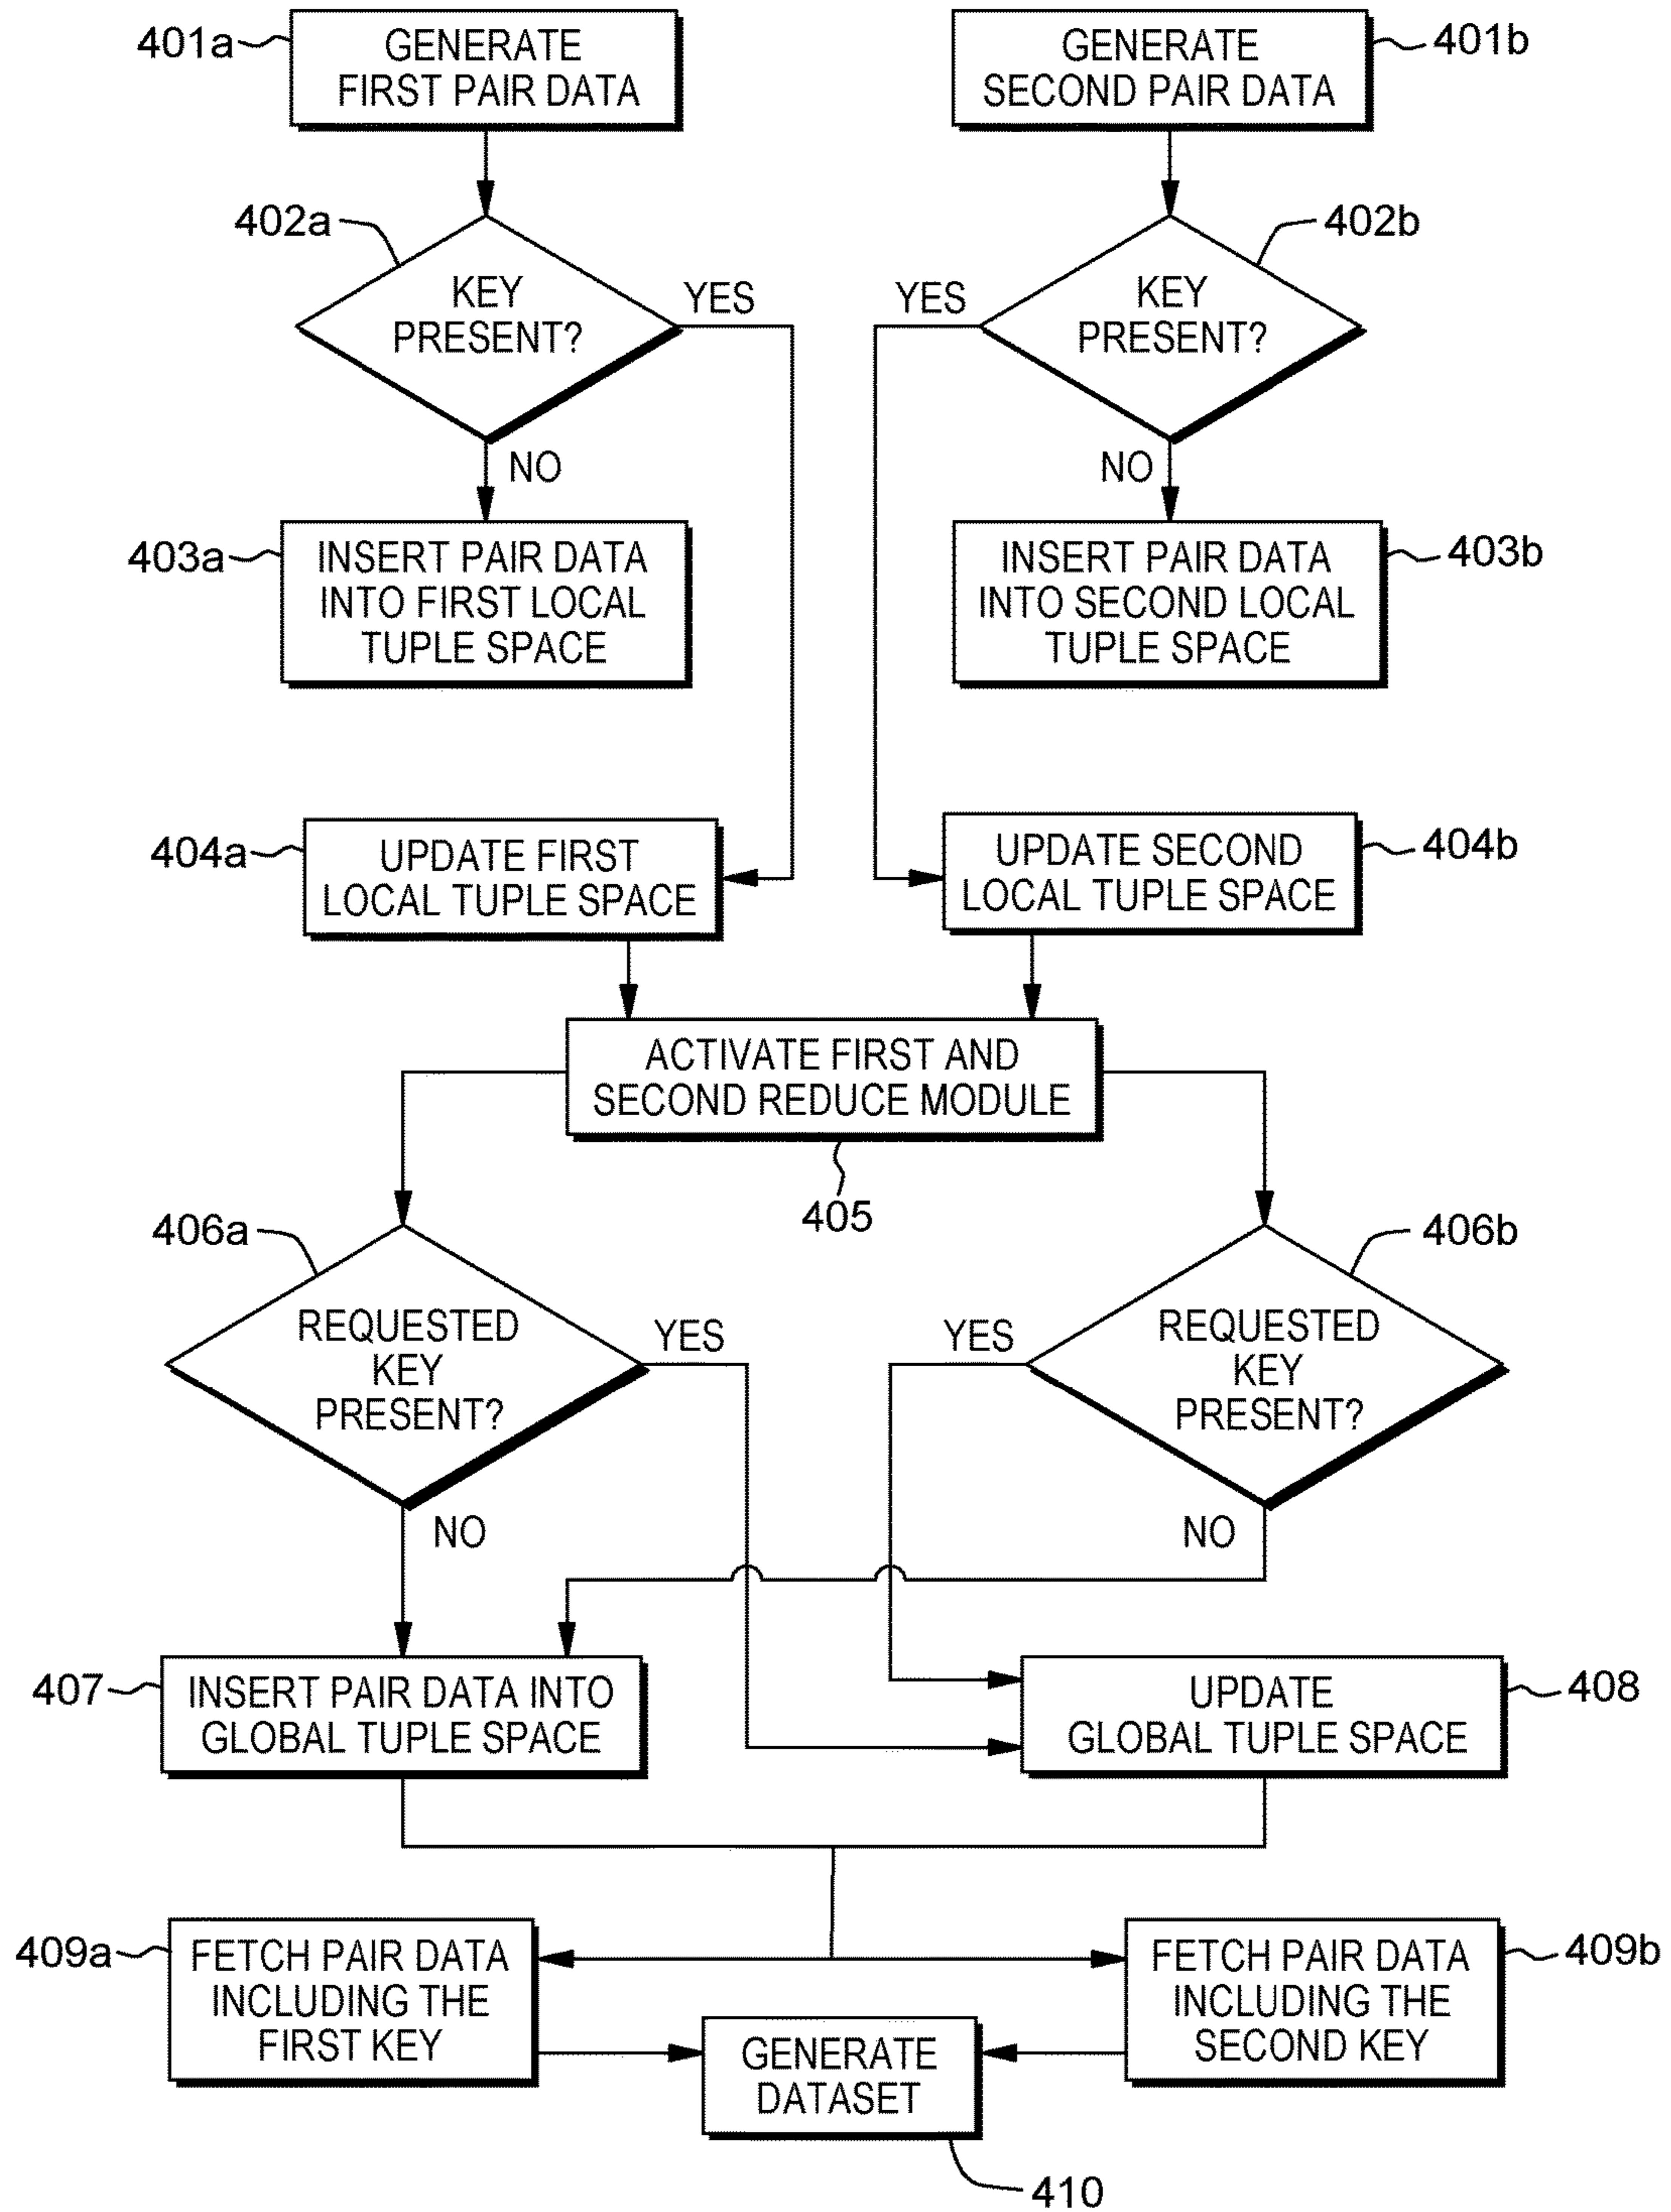 401a
GENERATE
FIRST PAIR DATA
GENERATE
SECOND PAIR DATA
401b
402a
KEY
PRESENT?
YES
NO
YES
KEY
PRESENT?
402b
NO
403a
INSERT PAIR DATA
INTO FIRST LOCAL
TUPLE SPACE
INSERT PAIR DATA
INTO SECOND LOCAL
TUPLE SPACE
403b
404a
UPDATE FIRST
LOCAL TUPLE SPACE
UPDATE SECOND
LOCAL TUPLE SPACE
404b
ACTIVATE FIRST AND
SECOND REDUCE MODULE
405
406a
REQUESTED
KEY
PRESENT?
YES
NO
YES
REQUESTED
KEY
PRESENT?
406b
NO
407
INSERT PAIR DATA INTO
GLOBAL TUPLE SPACE
UPDATE
GLOBAL TUPLE SPACE
408
409a
FETCH PAIR DATA
INCLUDING THE
FIRST KEY
FETCH PAIR DATA
INCLUDING THE
SECOND KEY
409b
GENERATE
DATASET
410